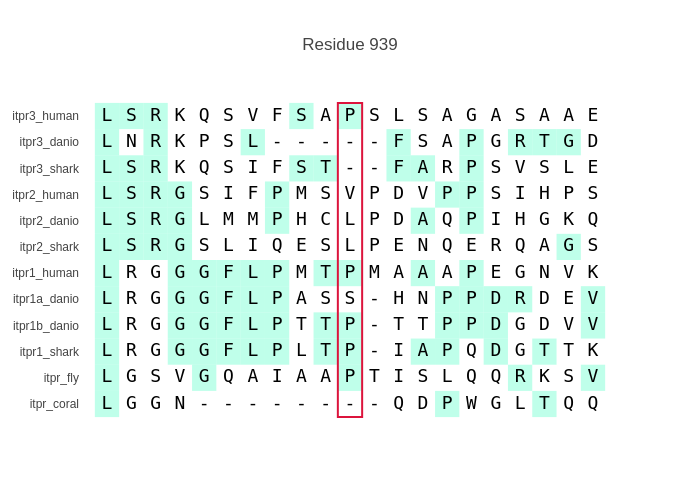 Residue 939
itpr3_human L S R K Q S V F S A P S L S A G A S A A E
itpr3_danio L N R K P S L - - - - - F S A P G R T G D
itpr3_shark L S R K Q S I F S T - - F A R P S V S L E
itpr2_human L S R G S I F P M S V P D V P P S I H P S
itpr2_danio L S R G L M M P H C L P D A Q P I H G K Q
itpr2_shark L S R G S L I Q E S L P E N Q E R Q A G S
itpr1_human L R G G G F L P M T P M A A A P E G N V K
itpr1a_danio L R G G G F L P A S S - H N P P D R D E V
itpr1b_danio L R G G G F L P T T P - T T P P D G D V V
itpr1_shark L R G G G F L P L T P - I A P Q D G T T K
itpr_fly L G S V G Q A I A A P T I S L Q Q R K S V
itpr_coral L G G N - - - - - - - - Q D P W G L T Q Q